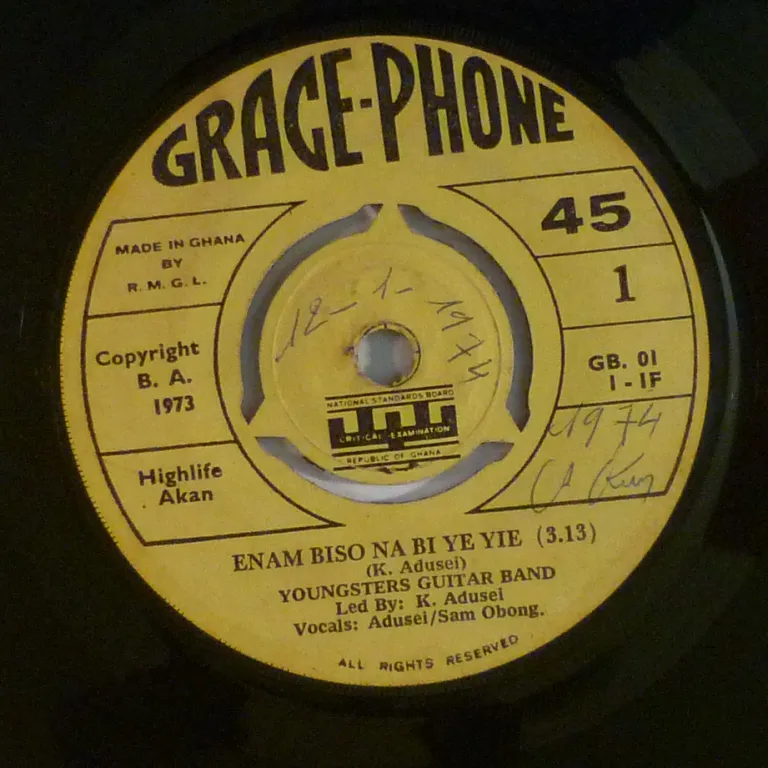 GRACE-PHONE
MADE IN GHANA
BY
R. M. G. L.
Copyright
B. A.
1973
Highlife
Akan
45
1
GB. 01
1 - 1F
1974
12 - 1 - 1974
NATIONAL STANDARDS BOARD
CRITICAL EXAMINATION
REPUBLIC OF GHANA
ENAM BISO NA BI YE YIE (3.13)
(K. Adusei)
YOUNGSTERS GUITAR BAND
Led By: K. Adusei
Vocals: Adusei/Sam Obong.
ALL RIGHTS RESERVED